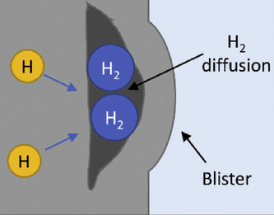 H
H
H₂
H₂
H₂
diffusion
Blister